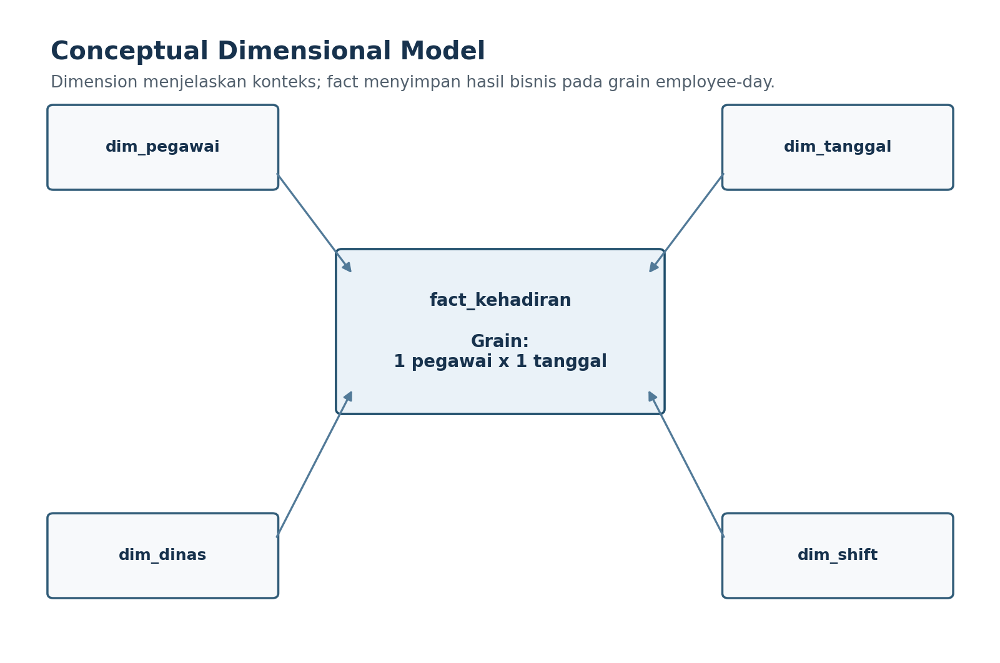 Conceptual Dimensional Model
Dimension menjelaskan konteks; fact menyimpan hasil bisnis pada grain employee-day.
dim_pegawai
dim_tanggal
fact_kehadiran
Grain:
1 pegawai x 1 tanggal
dim_dinas
dim_shift